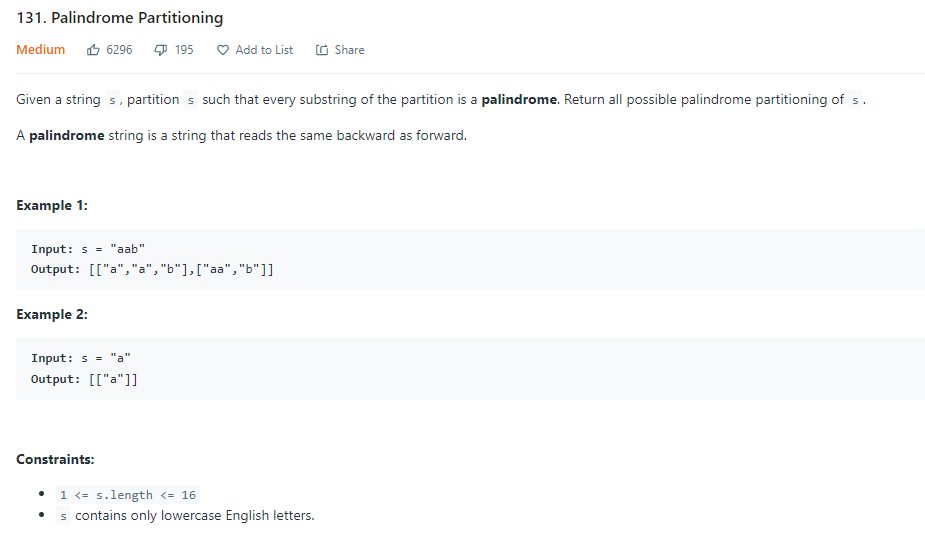 131. Palindrome Partitioning
Medium 6296 195 Add to List Share
Given a string s, partition s such that every substring of the partition is a palindrome. Return all possible palindrome partitioning of s.
A palindrome string is a string that reads the same backward as forward.
Example 1:
Input: s = "aab"
Output: [["a","a","b"],["aa","b"]]
Example 2:
Input: s = "a"
Output: [["a"]]
Constraints:
• 1 <= s.length <= 16
• s contains only lowercase English letters.